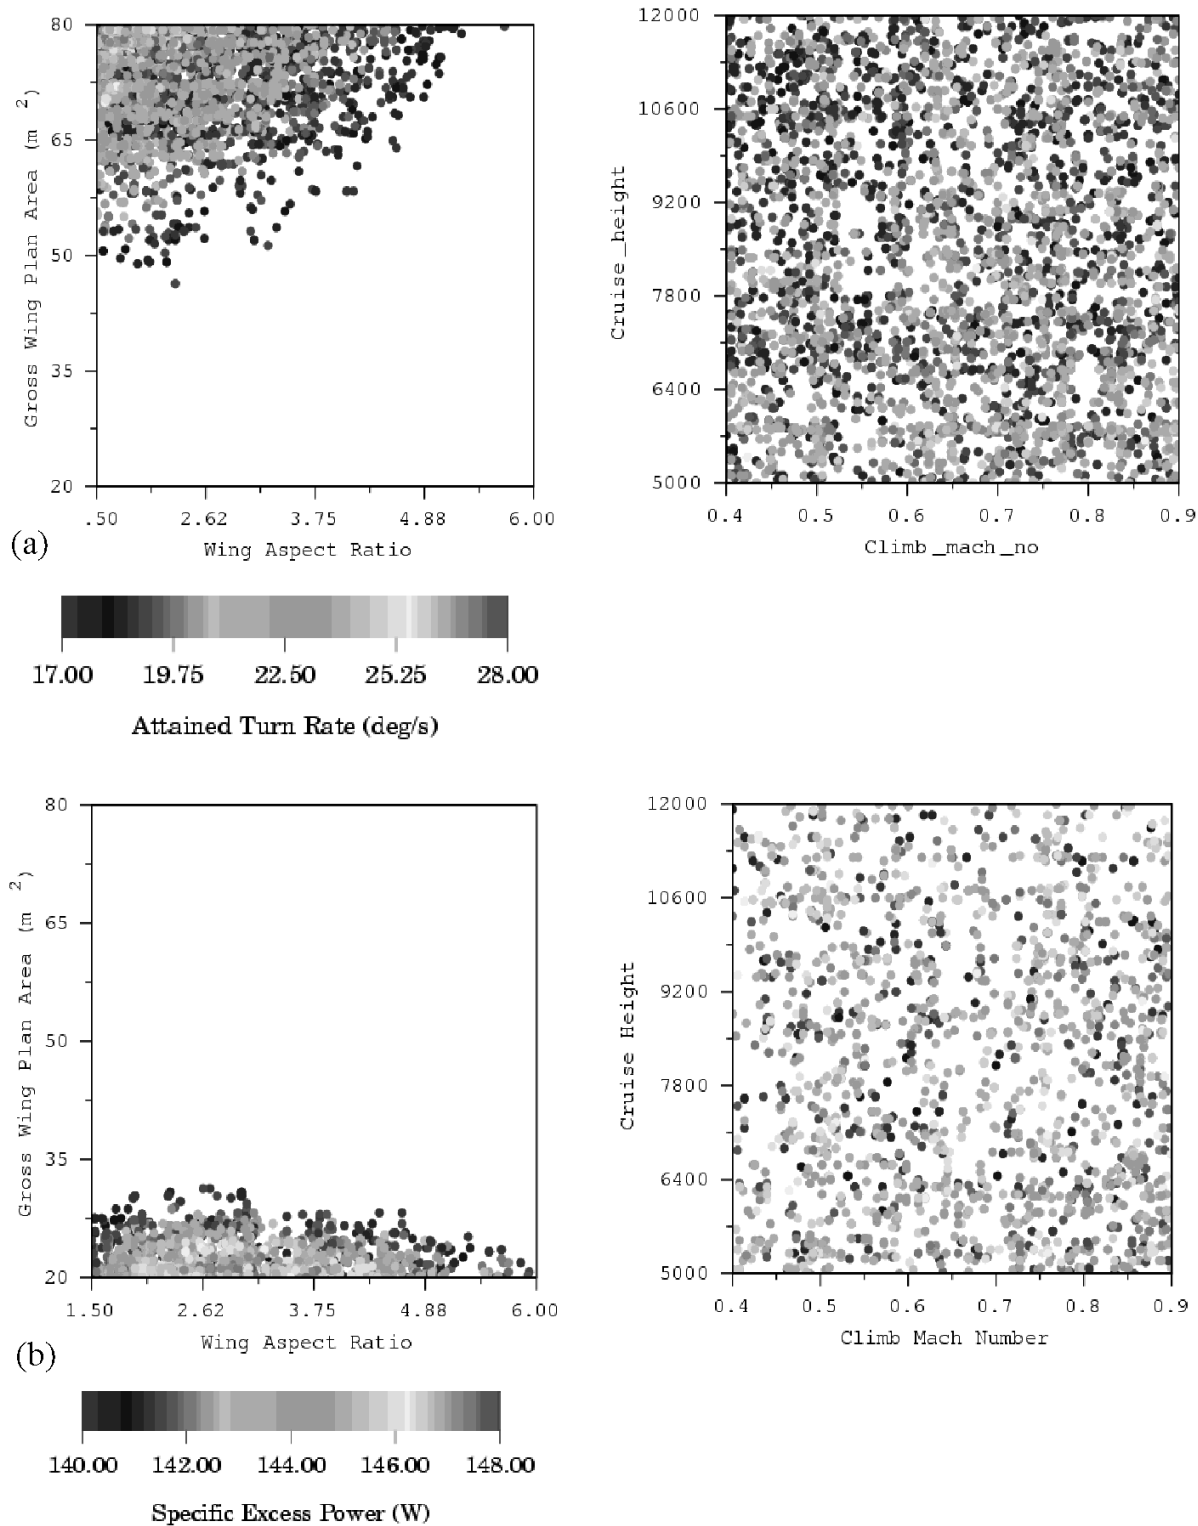 80
65
50
35
20
Gross Wing Plan Area (m 2)
.50 2.62 3.75 4.88 6.00
Wing Aspect Ratio
(a)
12000
10600
9200
7800
6400
5000
Cruise_height
0.4 0.5 0.6 0.7 0.8 0.9
Climb_mach_no
17.00 19.75 22.50 25.25 28.00
Attained Turn Rate (deg/s)
80
65
50
35
20
Gross Wing Plan Area (m 2)
1.50 2.62 3.75 4.88 6.00
Wing Aspect Ratio
(b)
12000
10600
9200
7800
6400
5000
Cruise Height
0.4 0.5 0.6 0.7 0.8 0.9
Climb Mach Number
140.00 142.00 144.00 146.00 148.00
Specific Excess Power (W)